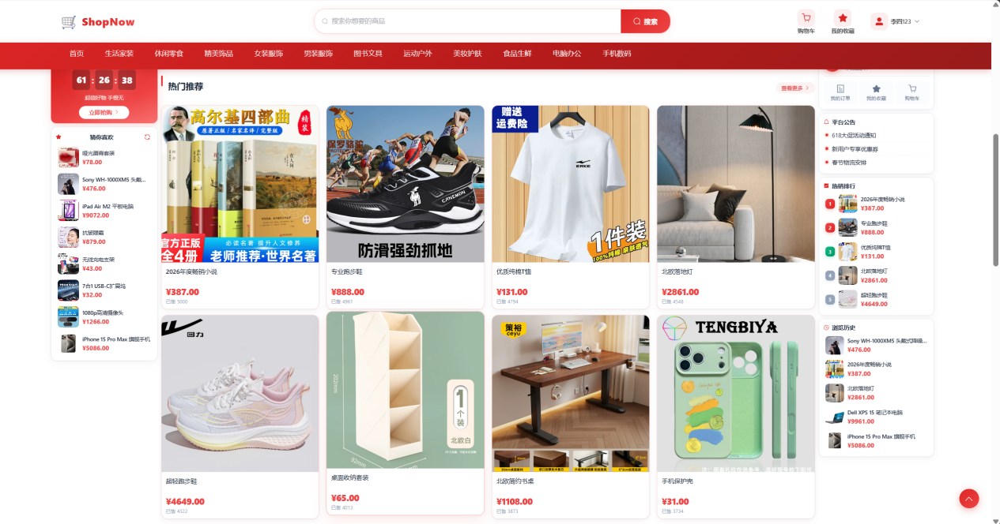 ShopNow
搜索你想要的商品
搜索
购物车
我的收藏
李四123
首页
生活家装
休闲零食
精美饰品
女装服饰
男装服饰
图书文具
运动户外
美妆护肤
食品生鲜
电脑办公
手机数码
61 : 26 : 38
超值好物 手慢无
立即抢购
猜你喜欢
哑光唇膏套装
¥78.00
Sony WH-1000XM5 头戴...
¥476.00
iPad Air M2 平板电脑
¥9072.00
抗皱眼霜
¥879.00
无线充电支架
¥43.00
7合1 USB-C扩展坞
¥32.00
1080p高清摄像头
¥1266.00
iPhone 15 Pro Max 旗舰手机
¥5086.00
热门推荐
查看更多
高尔基四部曲
精装
原著正版/名家名译/完整版
在人间
官方正版
全4册
必读名著 提升人文修养
老师推荐·世界名著
2026年度畅销小说
¥387.00
已售 5000
保罗骆驼
CANENON
防滑强劲抓地
专业跑步鞋
¥888.00
已售 4961
赠送
运费险
ERKE
1件装
100%纯棉 亲肤透气
优质纯棉T恤
¥131.00
已售 4794
北欧落地灯
¥2861.00
已售 4548
回力
超轻跑步鞋
¥4649.00
已售 4322
202mm
92mm
1
个
装
北欧白
桌面收纳套装
¥65.00
已售 4013
策裕
ceyu
北欧简约书桌
¥1108.00
已售 3873
TENGBIYA
手机保护壳
¥31.00
已售 3734
我的订单
我的收藏
购物车
平台公告
618大促活动通知
新用户专享优惠券
春节物流安排
热销排行
1
2026年度畅销小说
¥387.00
2
专业跑步鞋
¥888.00
3
优质纯棉T恤
¥131.00
4
北欧落地灯
¥2861.00
5
超轻跑步鞋
¥4649.00
浏览历史
Sony WH-1000XM5 头戴式降噪...
¥476.00
2026年度畅销小说
¥387.00
北欧落地灯
¥2861.00
Dell XPS 15 笔记本电脑
¥9961.00
iPhone 15 Pro Max 旗舰手机
¥5086.00